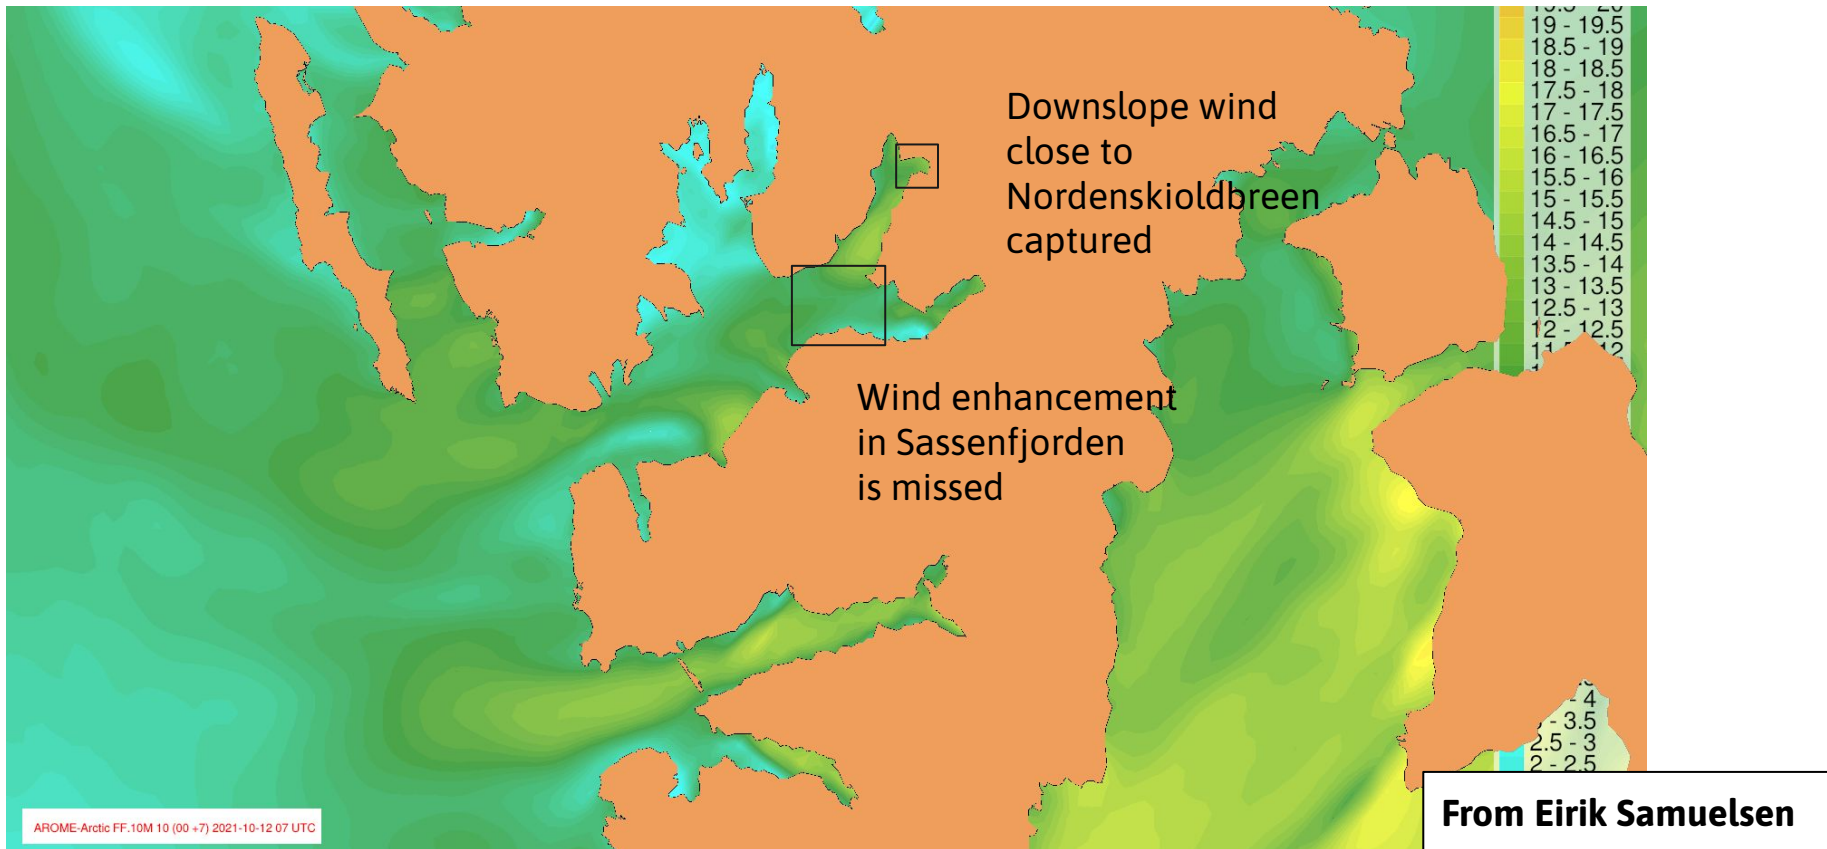 19 - 19.5
18.5 - 19
18 - 18.5
17.5 - 18
17 - 17.5
16.5 - 17
16 - 16.5
15.5 - 16
15 - 15.5
14.5 - 15
14 - 14.5
13.5 - 14
13 - 13.5
12.5 - 13
12 - 12.5
Downslope wind
close to
Nordenskioldbreen
captured
Wind enhancement
in Sassenfjorden
is missed
- 4
- 3.5
2.5 - 3
2 - 2.5
From Eirik Samuelsen
AROME-Arctic FF.10M 10 (00 +7) 2021-10-12 07 UTC